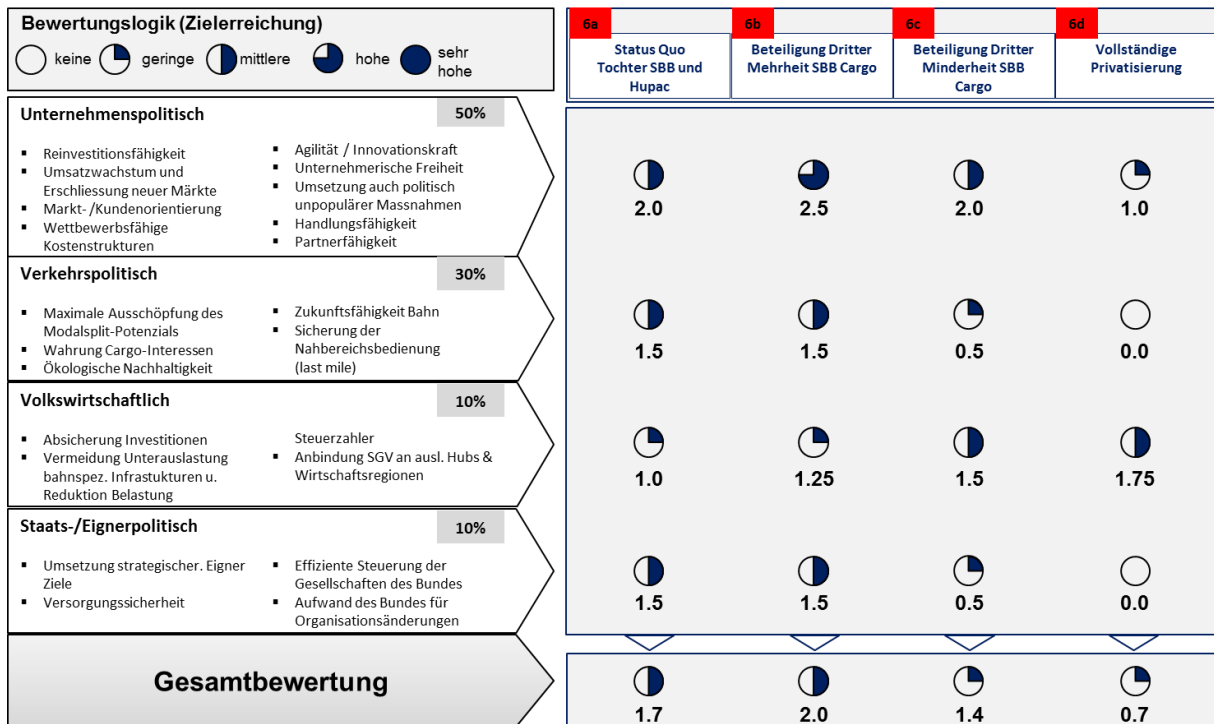 Bewertungslogik (Zielerreichung)
keine
geringe
mittlere
hohe
sehr
hohe
6a
Status Quo
Tochter SBB und
Hupac
6b
Beteiligung Dritter
Mehrheit SBB Cargo
6c
Beteiligung Dritter
Minderheit SBB
Cargo
6d
Vollständige
Privatisierung
Unternehmenspolitisch
50%
▪ Reinvestitionsfähigkeit
▪ Umsatzwachstum und
Erschliessung neuer Märkte
▪ Markt-/Kundenorientierung
▪ Wettbewerbsfähige
Kostenstrukturen
▪ Agilität / Innovationskraft
▪ Unternehmerische Freiheit
▪ Umsetzung auch politisch
unpopulärer Massnahmen
▪ Handlungsfähigkeit
▪ Partnerfähigkeit
2.0
2.5
2.0
1.0
Verkehrspolitisch
30%
▪ Maximale Ausschöpfung des
Modalsplit-Potenzials
▪ Wahrung Cargo-Interessen
▪ Ökologische Nachhaltigkeit
▪ Zukunftsfähigkeit Bahn
▪ Sicherung der
Nahbereichsbedienung
(last mile)
1.5
1.5
0.5
0.0
Volkswirtschaftlich
10%
▪ Absicherung Investitionen
▪ Vermeidung Unterauslastung
bahnspez. Infrastukturen u.
Reduktion Belastung
Steuerzahler
▪ Anbindung SGV an ausl. Hubs &
Wirtschaftsregionen
1.0
1.25
1.5
1.75
Staats-/Eignerpolitisch
10%
▪ Umsetzung strategischer. Eigner
Ziele
▪ Versorgungssicherheit
▪ Effiziente Steuerung der
Gesellschaften des Bundes
▪ Aufwand des Bundes für
Organisationsänderungen
1.5
1.5
0.5
0.0
Gesamtbewertung
1.7
2.0
1.4
0.7